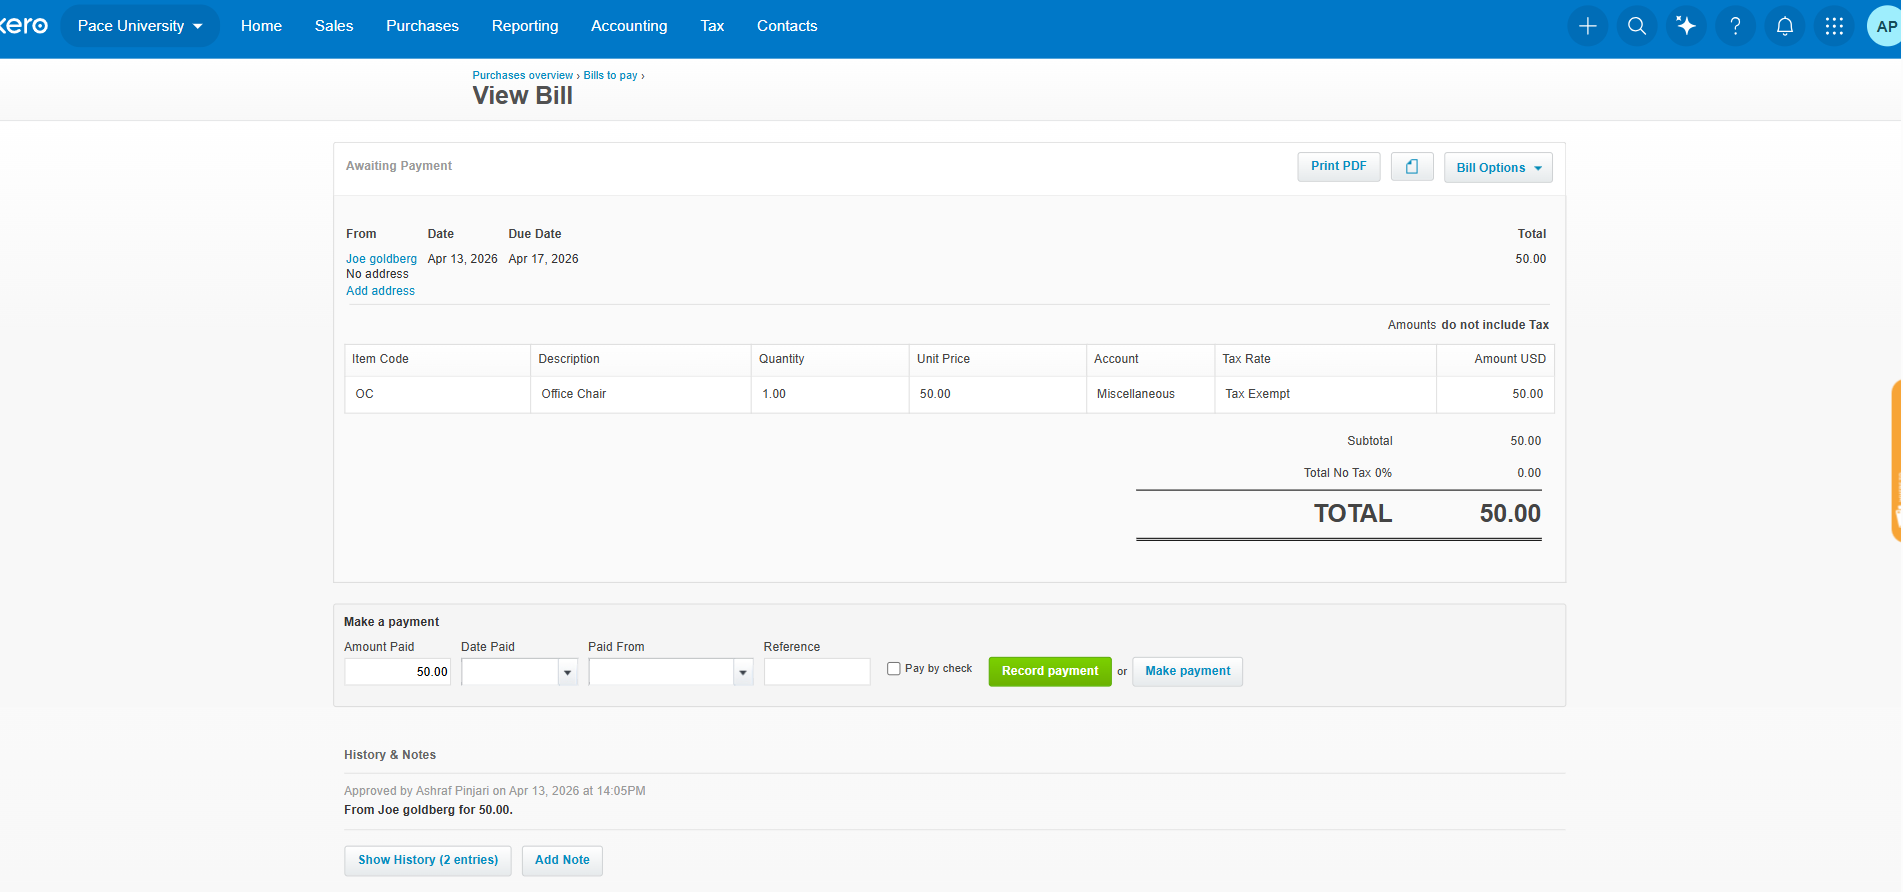 xero Pace University Home Sales Purchases Reporting Accounting Tax Contacts AP
Purchases overview › Bills to pay ›
View Bill
Awaiting Payment Print PDF Bill Options
From Date Due Date Total
Joe goldberg Apr 13, 2026 Apr 17, 2026 50.00
No address
Add address
Amounts do not include Tax
Item Code Description Quantity Unit Price Account Tax Rate Amount USD
OC Office Chair 1.00 50.00 Miscellaneous Tax Exempt 50.00
Subtotal 50.00
Total No Tax 0% 0.00
TOTAL 50.00
Make a payment
Amount Paid Date Paid Paid From Reference
50.00 Pay by check Record payment or Make payment
History & Notes
Approved by Ashraf Pinjari on Apr 13, 2026 at 14:05PM
From Joe goldberg for 50.00.
Show History (2 entries) Add Note